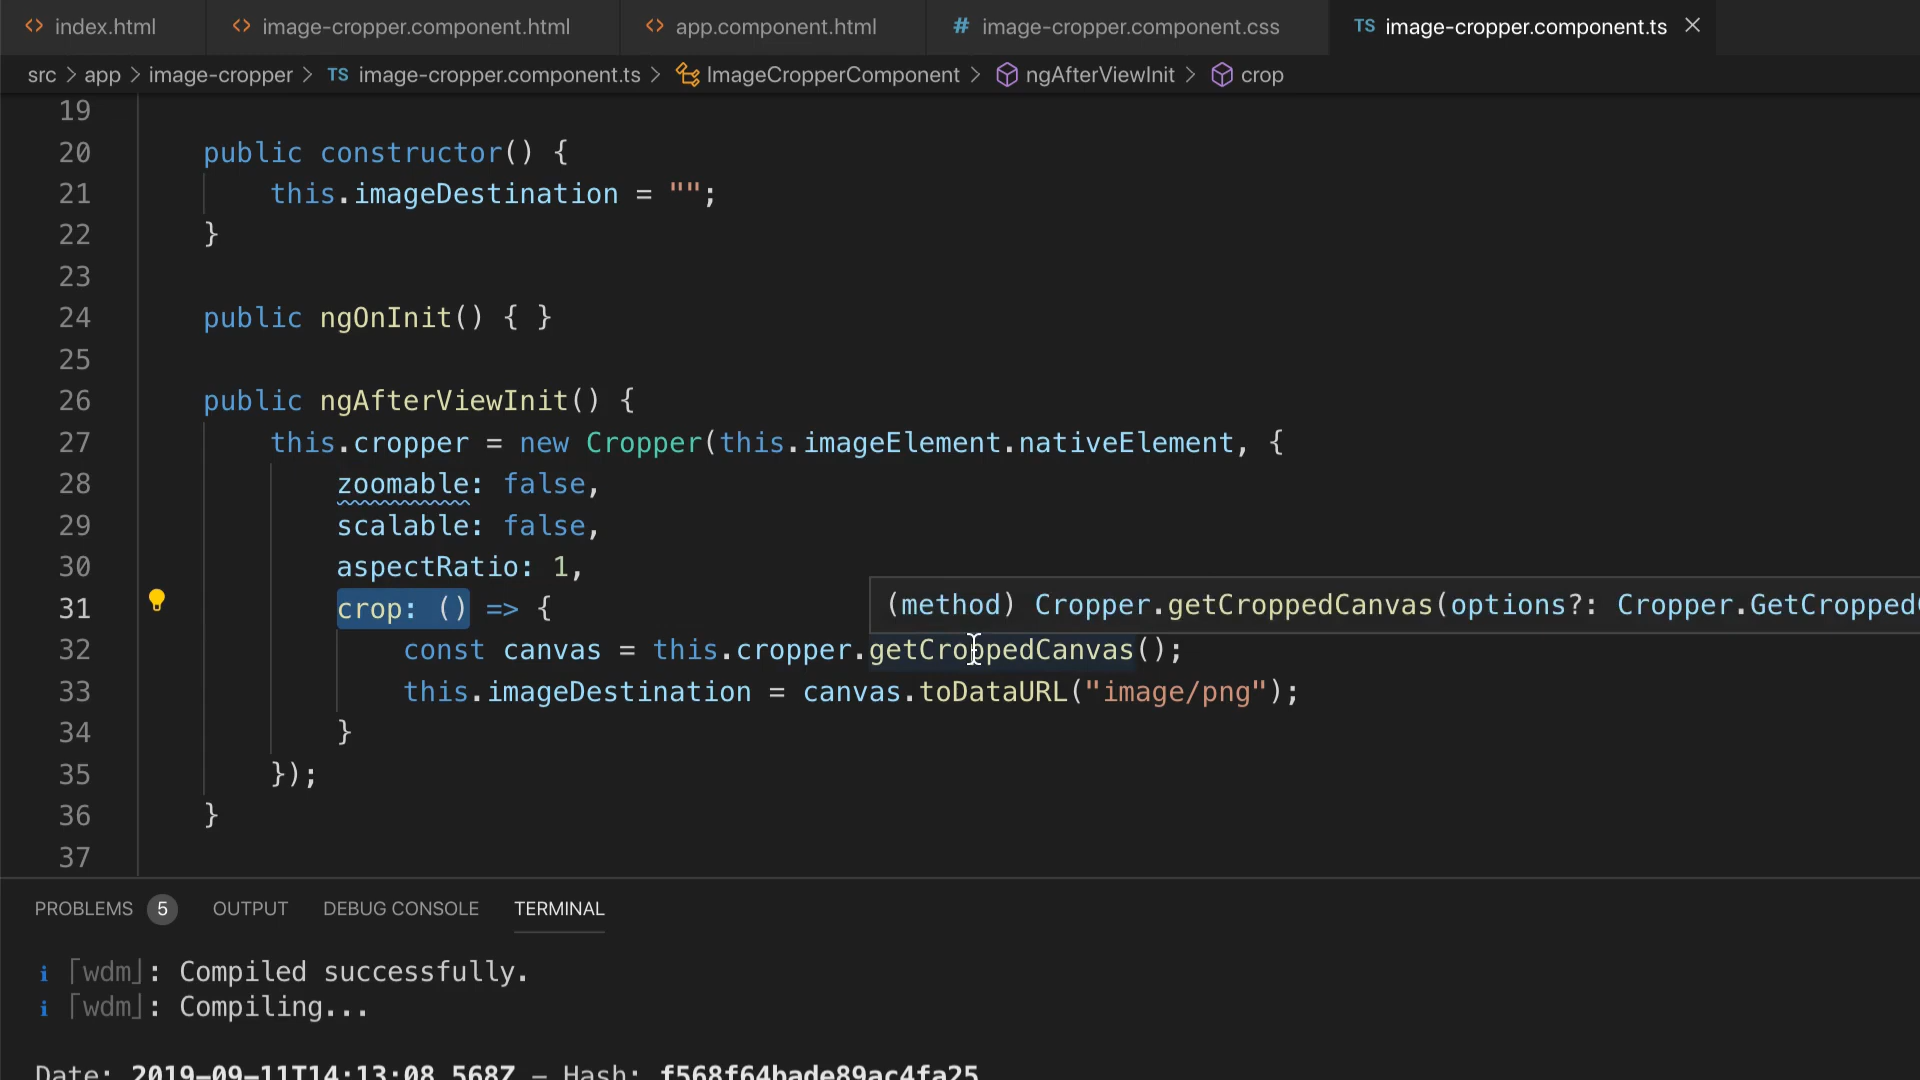 index.html image-cropper.component.html app.component.html # image-cropper.component.css TS image-cropper.component.ts
src > app > image-cropper > TS image-cropper.component.ts > ImageCropperComponent > ngAfterViewInit > crop
19
20 public constructor() {
21 this.imageDestination = "";
22 }
23
24 public ngOnInit() { }
25
26 public ngAfterViewInit() {
27 this.cropper = new Cropper(this.imageElement.nativeElement, {
28 zoomable: false,
29 scalable: false,
30 aspectRatio: 1,
31 crop: () => {
(method) Cropper.getCroppedCanvas(options?: Cropper.GetCropped
32 const canvas = this.cropper.getCroppedCanvas();
33 this.imageDestination = canvas.toDataURL("image/png");
34 }
35 });
36 }
37
PROBLEMS 5 OUTPUT DEBUG CONSOLE TERMINAL
i ｢wdm｣: Compiled successfully.
i ｢wdm｣: Compiling...
Date: 2019-09-11T14:13:08.568Z - Hash: f568f64bade89ac4fa25